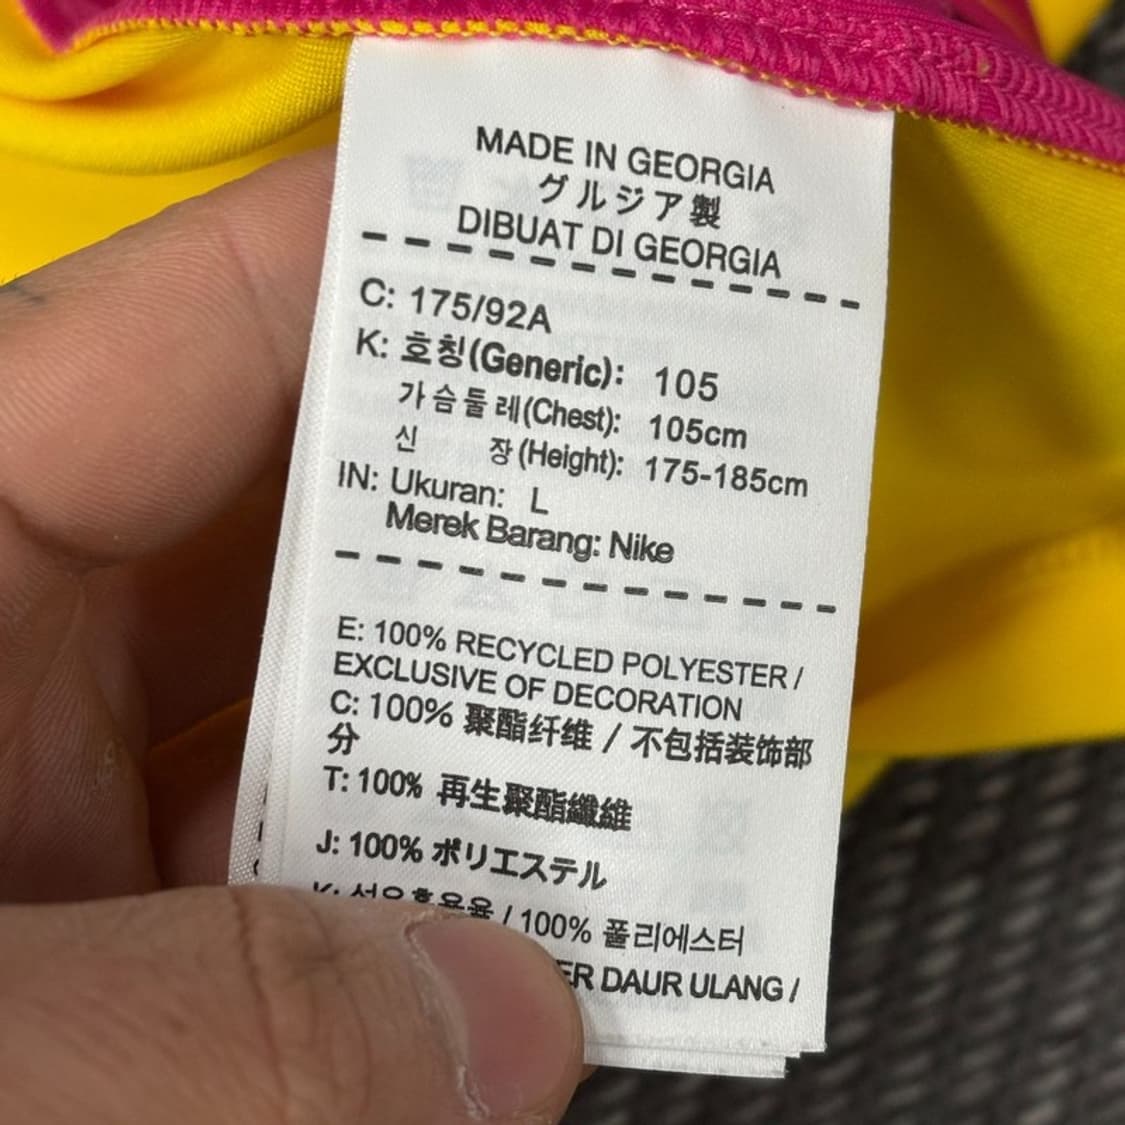 MADE IN GEORGIA
グルジア製
DIBUAT DI GEORGIA
C: 175/92A
K: 호칭(Generic): 105
가슴둘레(Chest): 105cm
신 장(Height): 175-185cm
IN: Ukuran: L
Merek Barang: Nike
E: 100% RECYCLED POLYESTER /
EXCLUSIVE OF DECORATION
C: 100% 聚酯纤维 / 不包括装饰部
分
T: 100% 再生聚酯纖維
J: 100% ポリエステル
/ 100% 폴리에스터
DAUR ULANG /